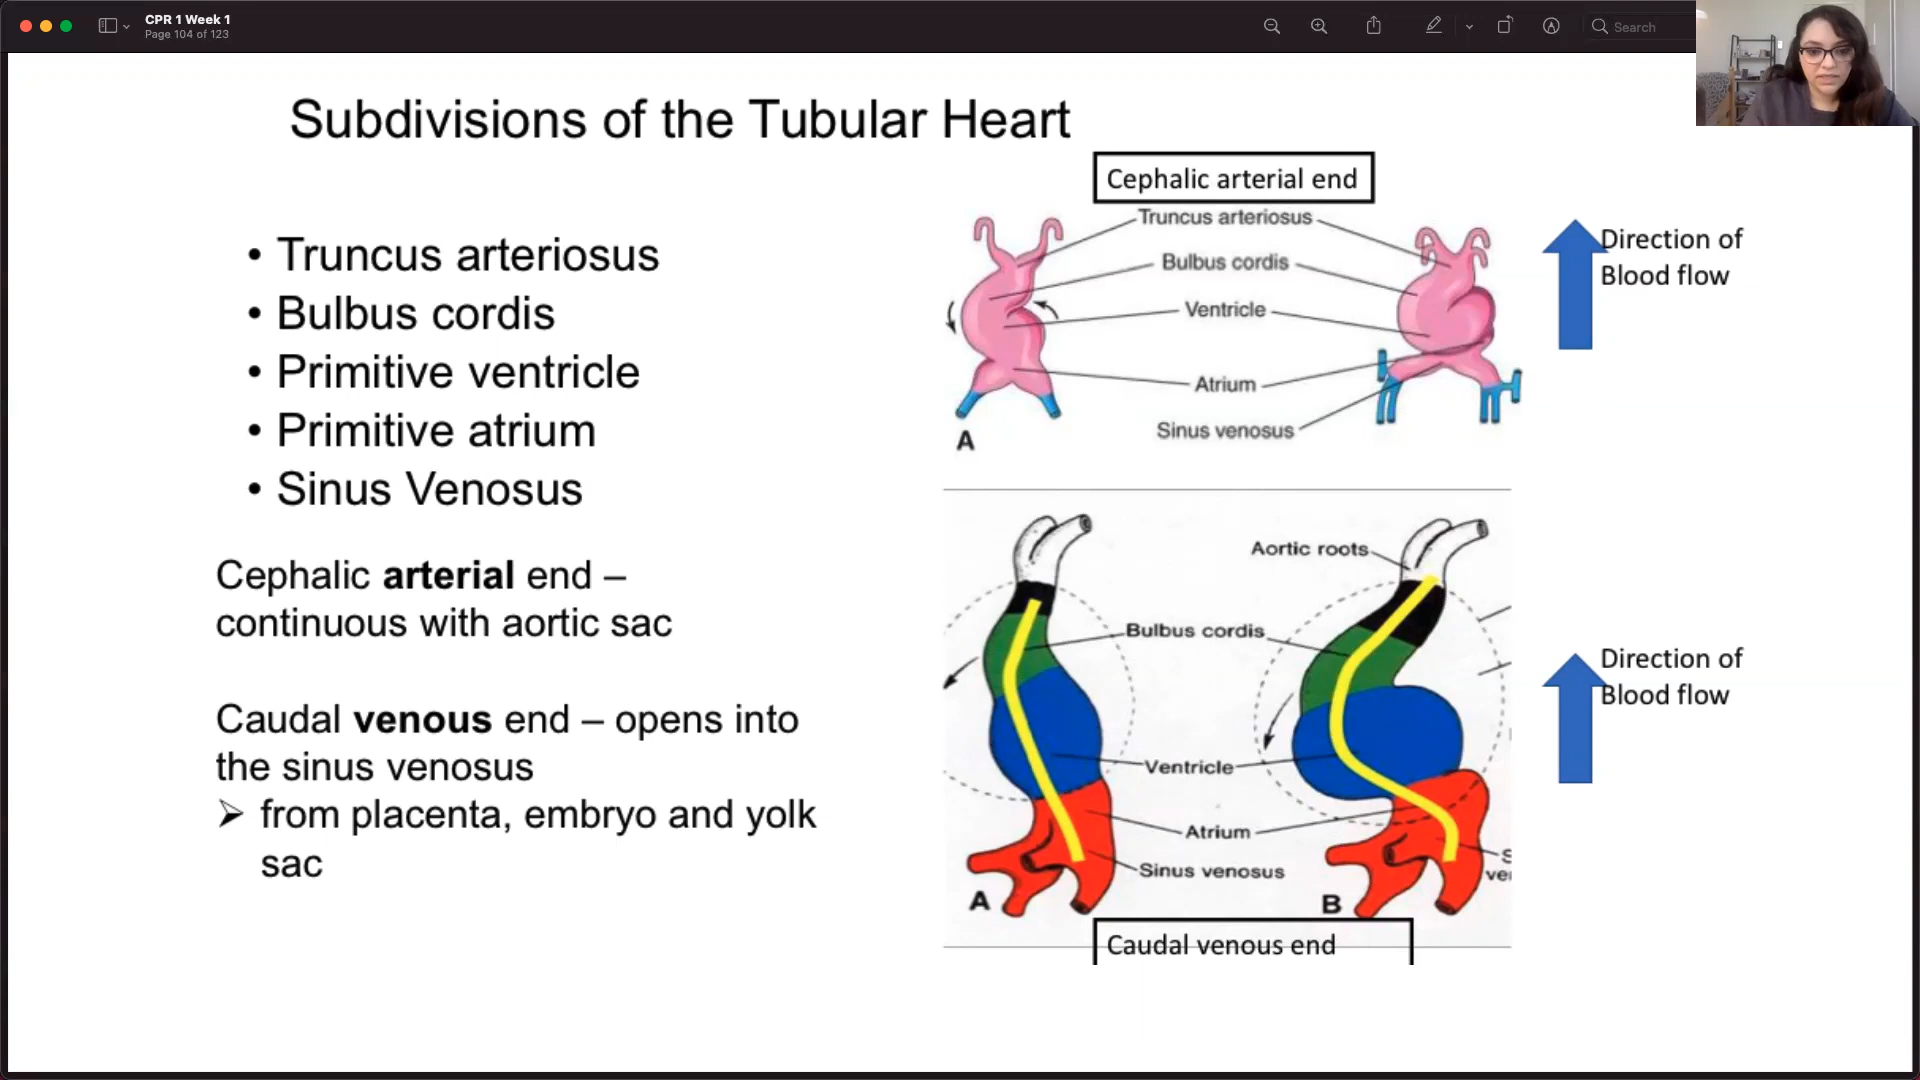 CPR 1 Week 1
Page 104 of 123
Search
Subdivisions of the Tubular Heart
• Truncus arteriosus
• Bulbus cordis
• Primitive ventricle
• Primitive atrium
• Sinus Venosus
Cephalic arterial end –
continuous with aortic sac
Caudal venous end – opens into
the sinus venosus
➢ from placenta, embryo and yolk
sac
Cephalic arterial end
Truncus arteriosus
Bulbus cordis
Ventricle
Atrium
Sinus venosus
A
Direction of
Blood flow
Aortic roots
Bulbus cordis
Ventricle
Atrium
Sinus venosus
S
ve
A
B
Direction of
Blood flow
Caudal venous end